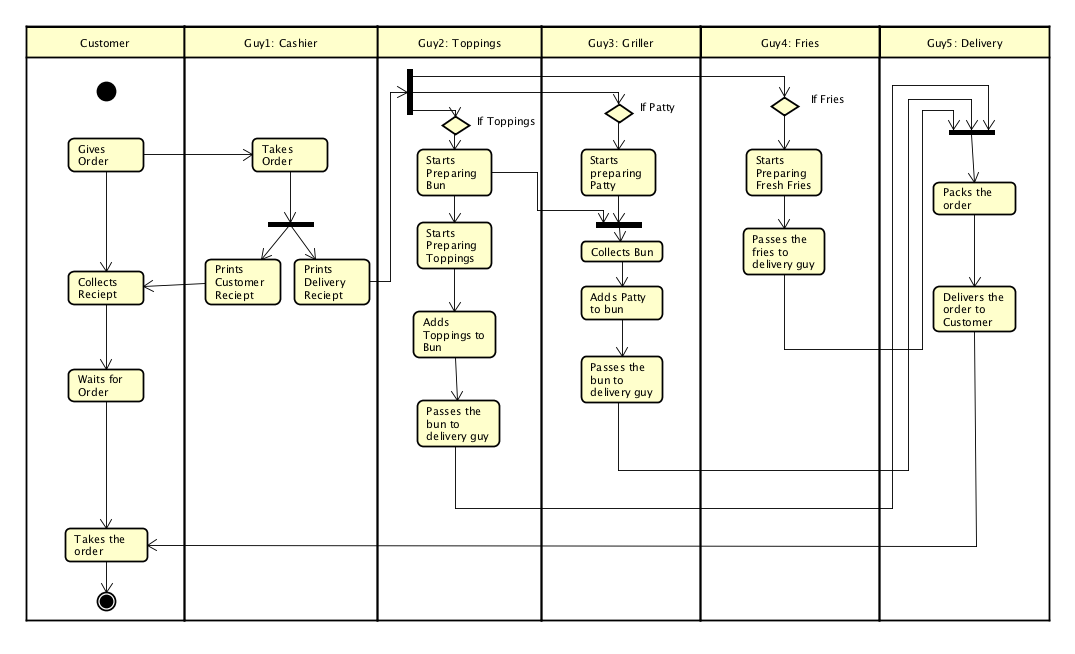 Customer
Guy1: Cashier
Guy2: Toppings
Guy3: Griller
Guy4: Fries
Guy5: Delivery
Gives
Order
Collects
Reciept
Waits for
Order
Takes the
order
Takes
Order
Prints
Customer
Reciept
Prints
Delivery
Reciept
If Toppings
Starts
Preparing
Bun
Starts
Preparing
Toppings
Adds
Toppings to
Bun
Passes the
bun to
delivery guy
If Patty
Starts
preparing
Patty
Collects Bun
Adds Patty
to bun
Passes the
bun to
delivery guy
If Fries
Starts
Preparing
Fresh Fries
Passes the
fries to
delivery guy
Packs the
order
Delivers the
order to
Customer